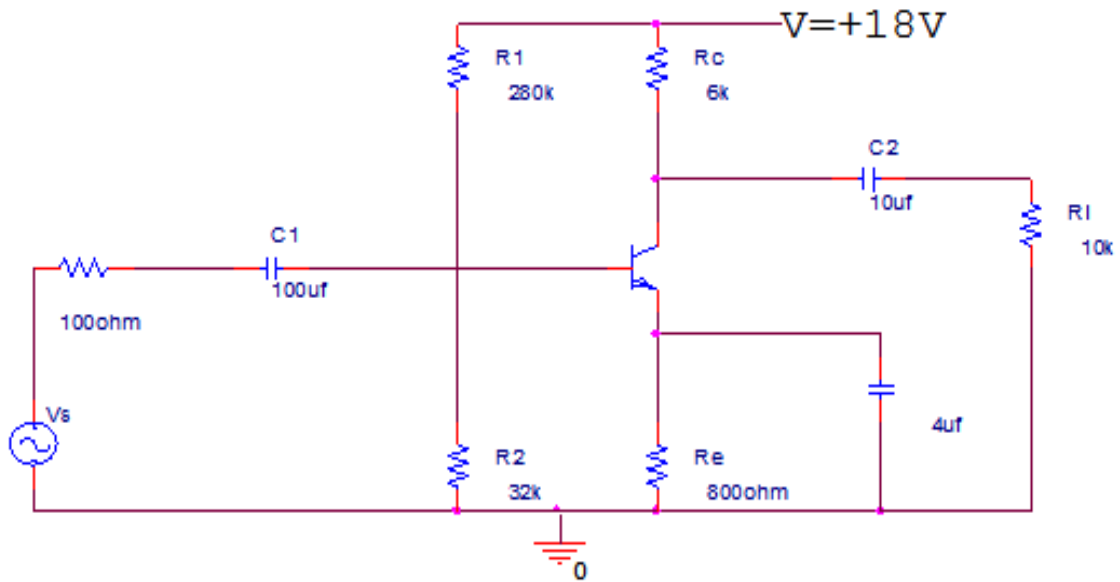 V=+18V
R1
280k
Rc
6k
C2
10uf
Rl
10k
C1
100uf
100ohm
Vs
R2
32k
Re
800ohm
4uf
0